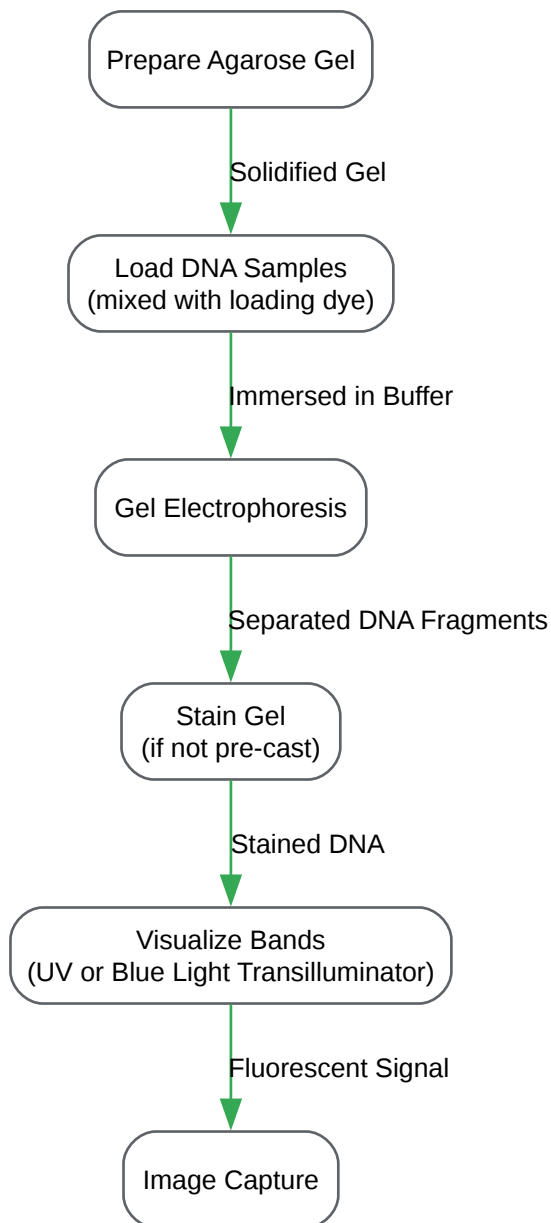 Prepare Agarose Gel
Solidified Gel
Load DNA Samples
(mixed with loading dye)
Immersed in Buffer
Gel Electrophoresis
Separated DNA Fragments
Stain Gel
(if not pre-cast)
Stained DNA
Visualize Bands
(UV or Blue Light Transilluminator)
Fluorescent Signal
Image Capture